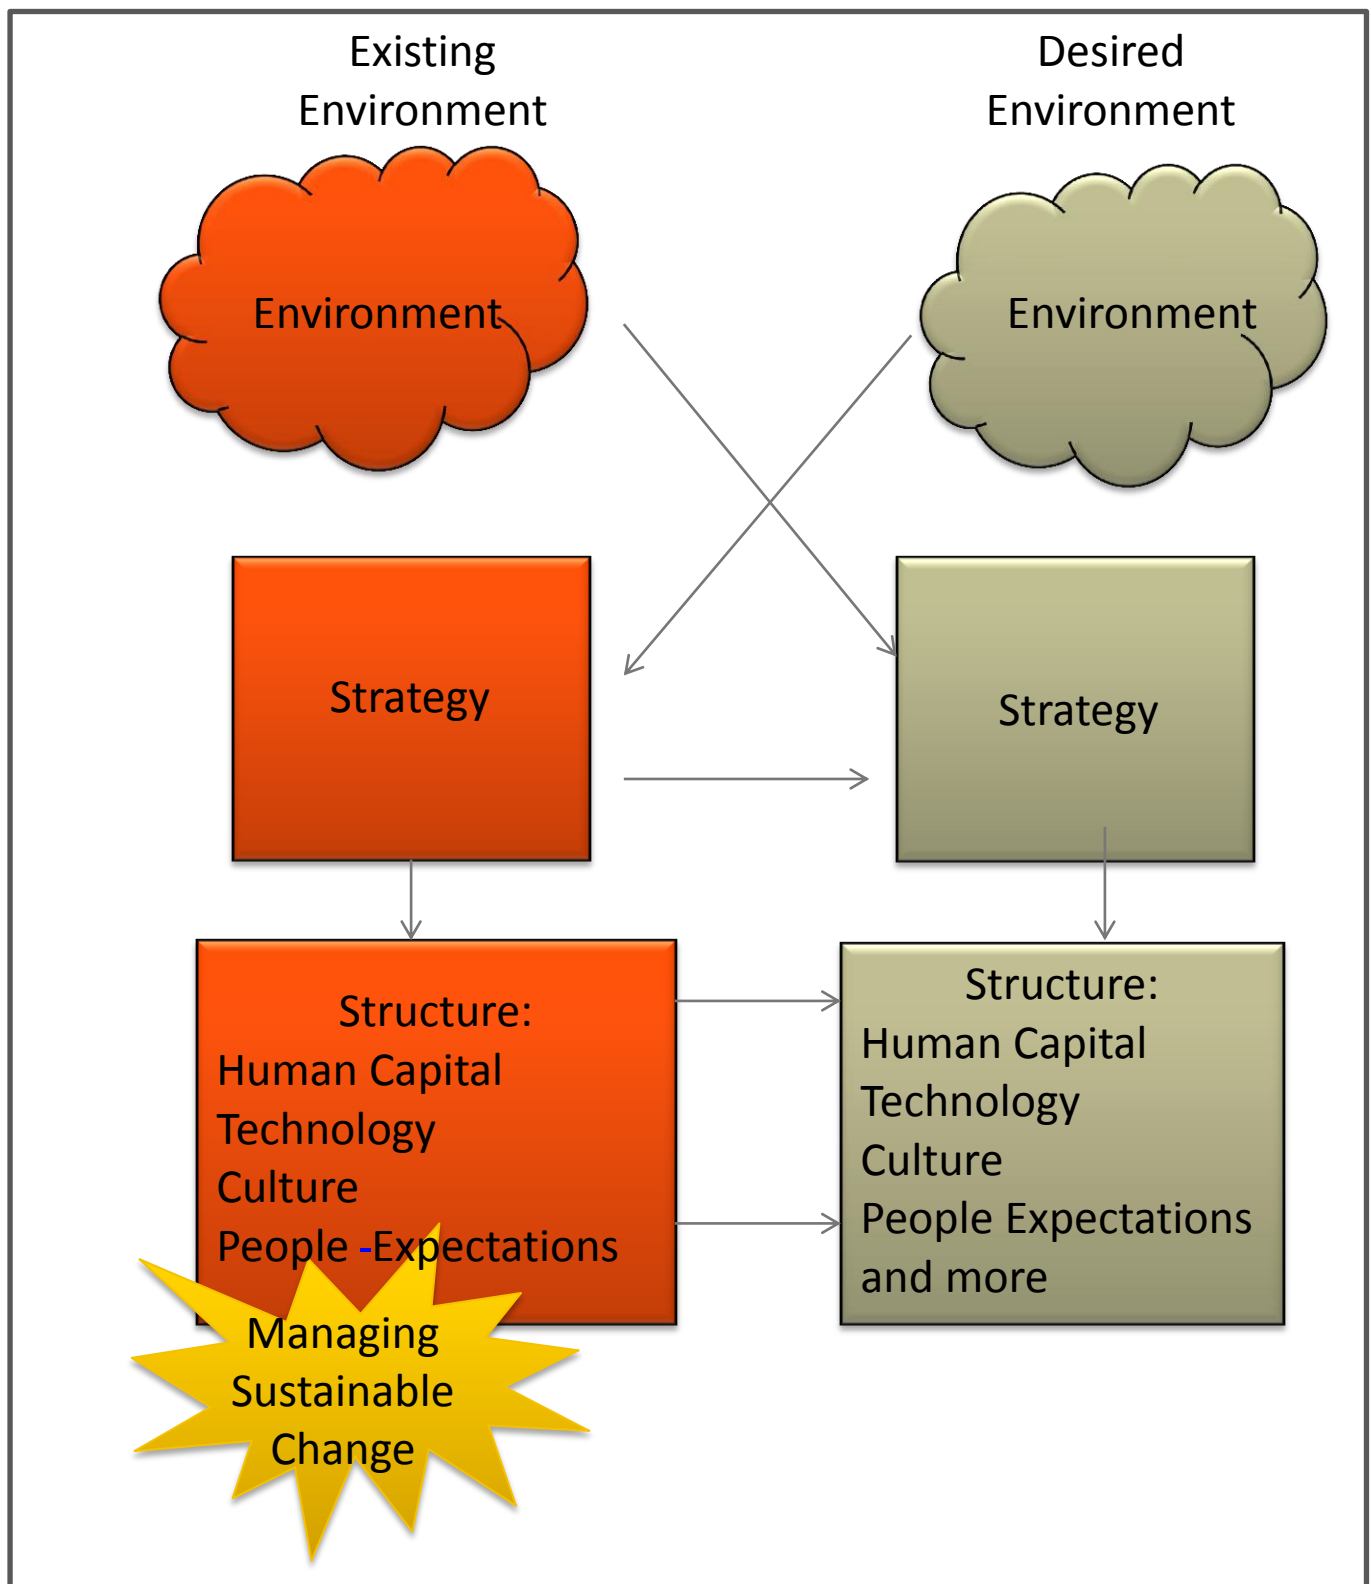 Existing
Environment
Desired
Environment
Environment
Environment
Strategy
Strategy
Structure:
Human Capital
Technology
Culture
People -Expectations
Structure:
Human Capital
Technology
Culture
People Expectations
and more
Managing
Sustainable
Change